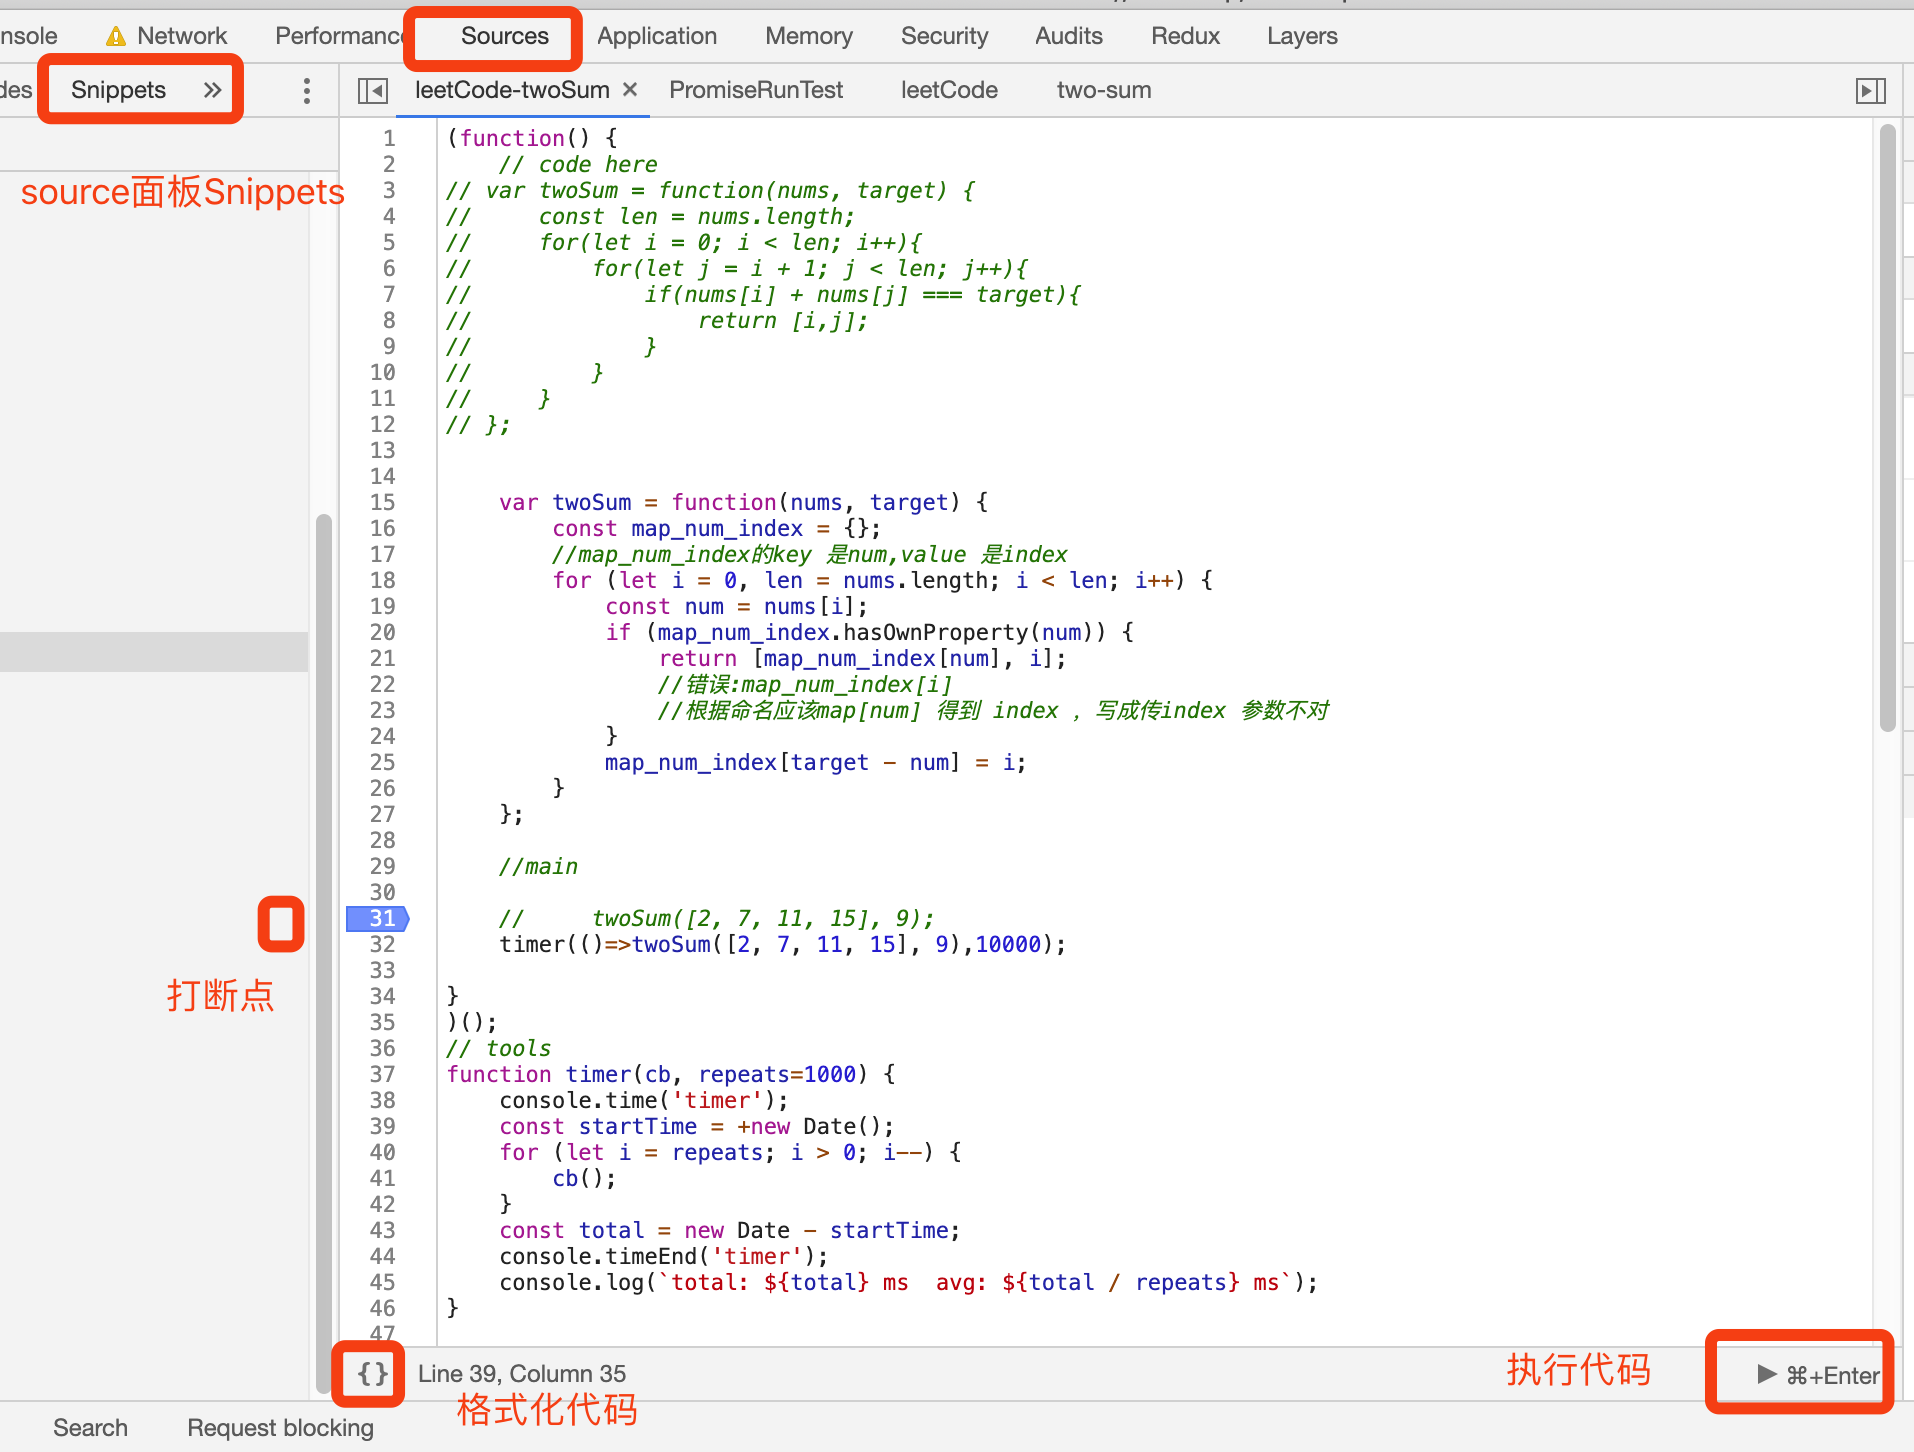 nsole Network Performanc Sources Application Memory Security Audits Redux Layers
des Snippets » leetCode-twoSum × PromiseRunTest leetCode two-sum
source面板Snippets
1 (function() {
2     // code here
3 // var twoSum = function(nums, target) {
4 //     const len = nums.length;
5 //     for(let i = 0; i < len; i++){
6 //         for(let j = i + 1; j < len; j++){
7 //             if(nums[i] + nums[j] === target){
8 //                 return [i,j];
9 //             }
10 //         }
11 //     }
12 // };
13
14
15     var twoSum = function(nums, target) {
16         const map_num_index = {};
17         //map_num_index的key 是num,value 是index
18         for (let i = 0, len = nums.length; i < len; i++) {
19             const num = nums[i];
20             if (map_num_index.hasOwnProperty(num)) {
21                 return [map_num_index[num], i];
22                 //错误:map_num_index[i]
23                 //根据命名应该map[num] 得到 index ，写成传index 参数不对
24             }
25             map_num_index[target - num] = i;
26         }
27     };
28
29     //main
30
31     //     twoSum([2, 7, 11, 15], 9);
32     timer(()=>twoSum([2, 7, 11, 15], 9),10000);
33
打断点
34 }
35 )();
36 // tools
37 function timer(cb, repeats=1000) {
38     console.time('timer');
39     const startTime = +new Date();
40     for (let i = repeats; i > 0; i--) {
41         cb();
42     }
43     const total = new Date - startTime;
44     console.timeEnd('timer');
45     console.log(`total: ${total} ms  avg: ${total / repeats} ms`);
46 }
47
{} Line 39, Column 35 执行代码 ▶ ⌘+Enter
格式化代码
Search Request blocking